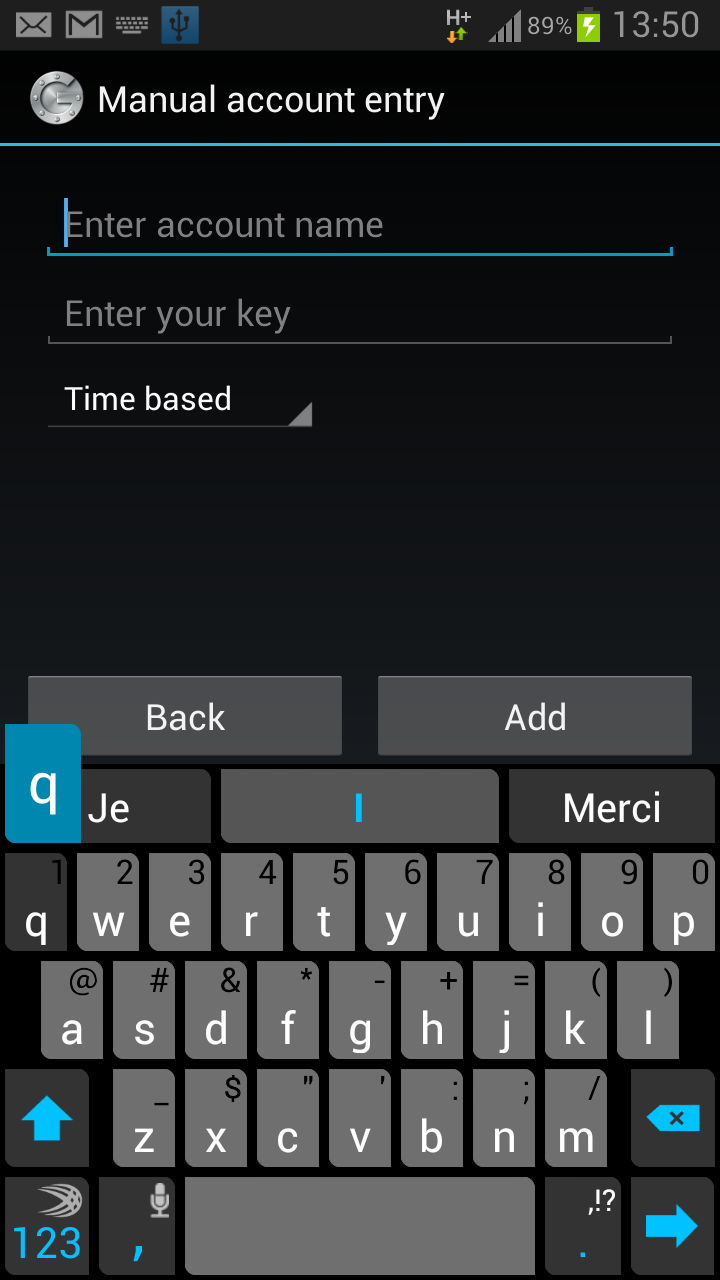 H+ 89% 13:50
Manual account entry
Enter account name
Enter your key
Time based
Back Add
q Je I Merci
1 2 3 4 5 6 7 8 9 0
q w e r t y u i o p
@ # & * - + = ( )
a s d f g h j k l
_ $ " ' : ; /
z x c v b n m
,!?
123 , .